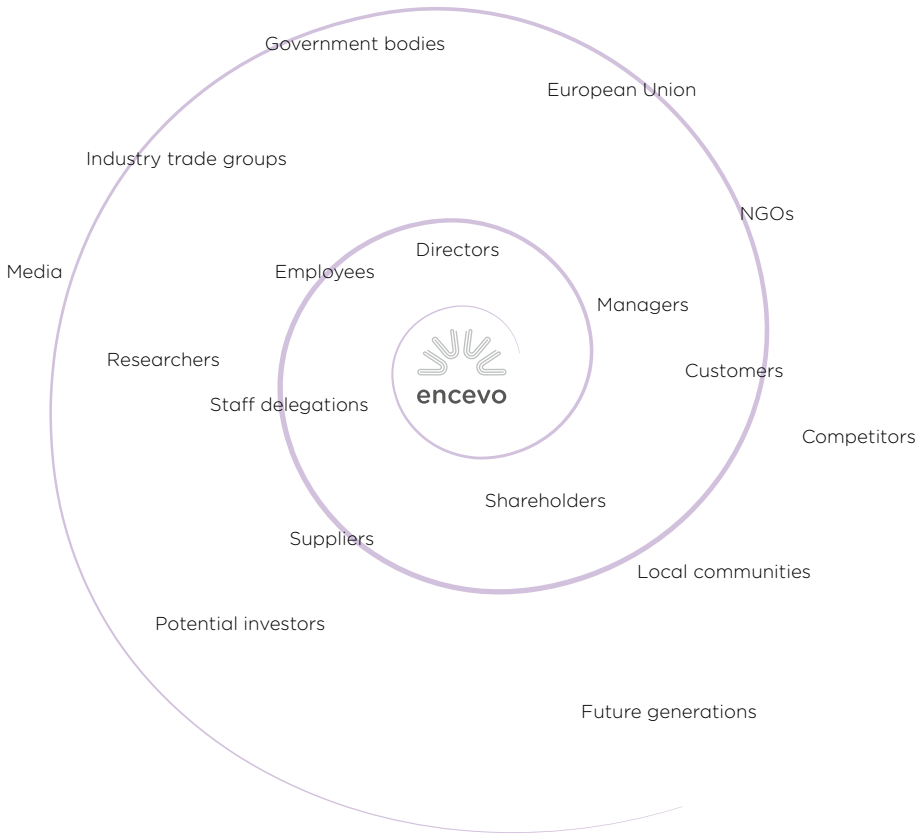 Government bodies
European Union
Industry trade groups
NGOs
Directors
Media
Employees
Managers
Researchers
Customers
encevo
Staff delegations
Competitors
Shareholders
Suppliers
Local communities
Potential investors
Future generations